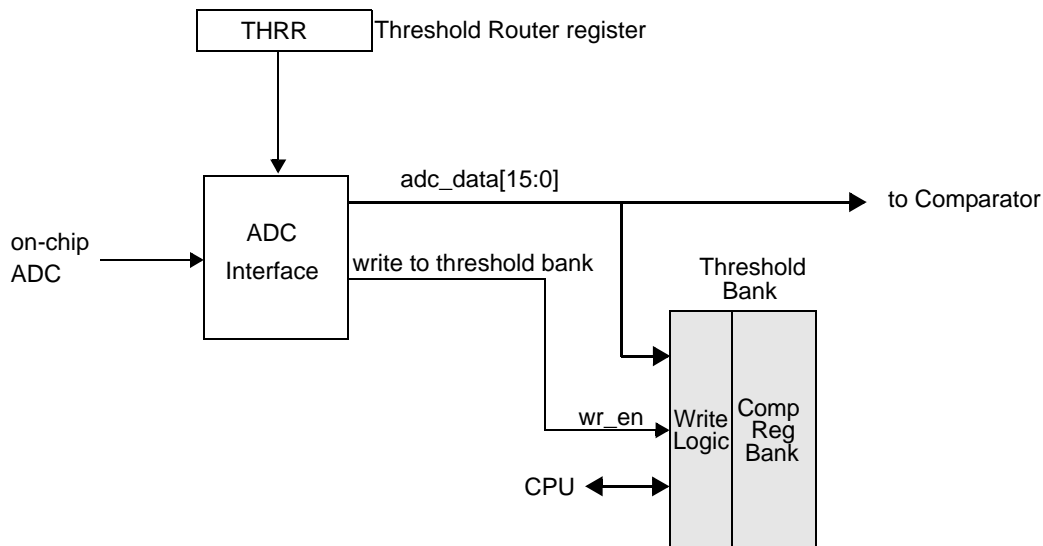 THRR
Threshold Router register
adc_data[15:0]
to Comparator
on-chip
ADC
ADC
Interface
write to threshold bank
Threshold
Bank
wr_en
Write
Logic
Comp
Reg
Bank
CPU